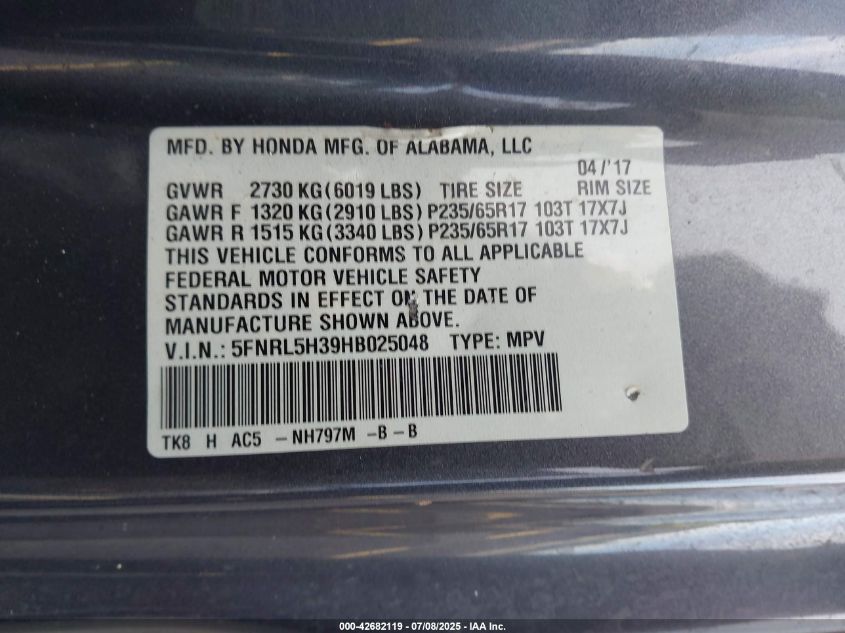 MFD. BY HONDA MFG. OF ALABAMA, LLC
04/'17
GVWR 2730 KG(6019 LBS) TIRE SIZE RIM SIZE
GAWR F 1320 KG(2910 LBS) P235/65R17 103T 17X7J
GAWR R 1515 KG(3340 LBS) P235/65R17 103T 17X7J
THIS VEHICLE CONFORMS TO ALL APPLICABLE
FEDERAL MOTOR VEHICLE SAFETY
STANDARDS IN EFFECT ON THE DATE OF
MANUFACTURE SHOWN ABOVE.
V.I.N.: 5FNRL5H39HB025048 TYPE: MPV
TK8 H AC5 -NH797M -B-B
000-42682119 - 07/08/2025 - IAA Inc.